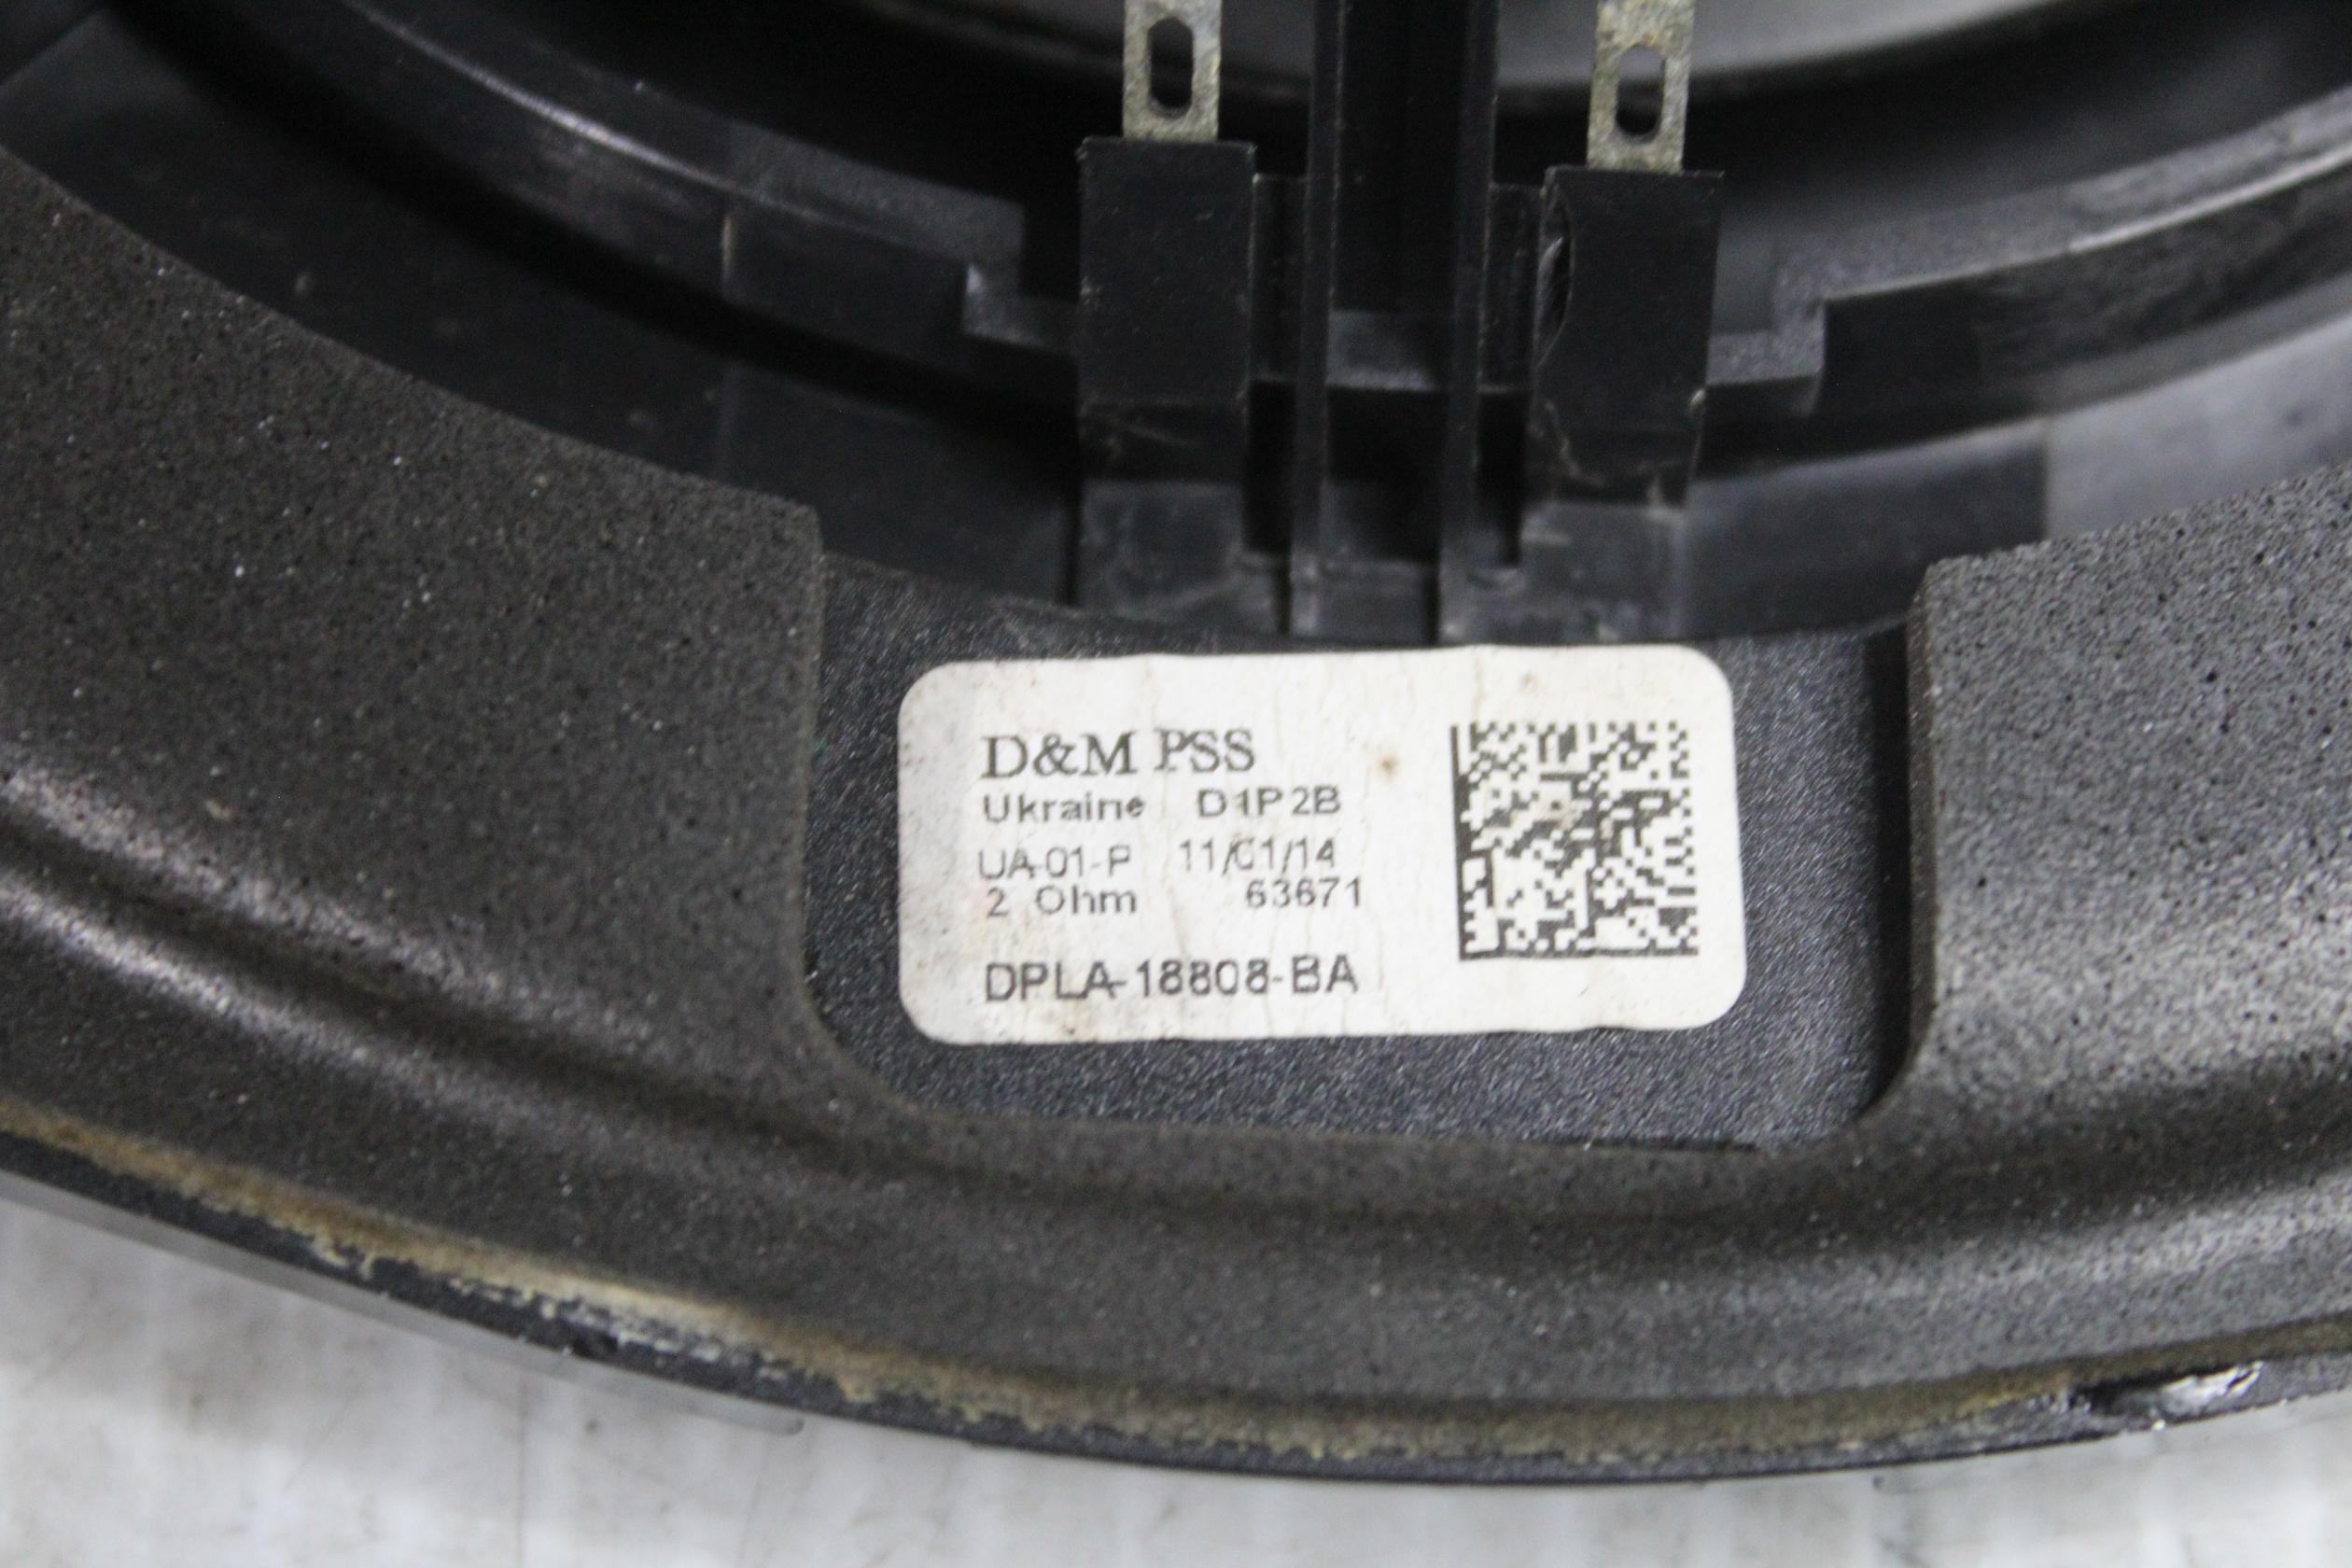 D&M PSS
Ukraine D1P2B
UA-01-P 11/01/14
2 Ohm 63671
DPLA-18808-BA